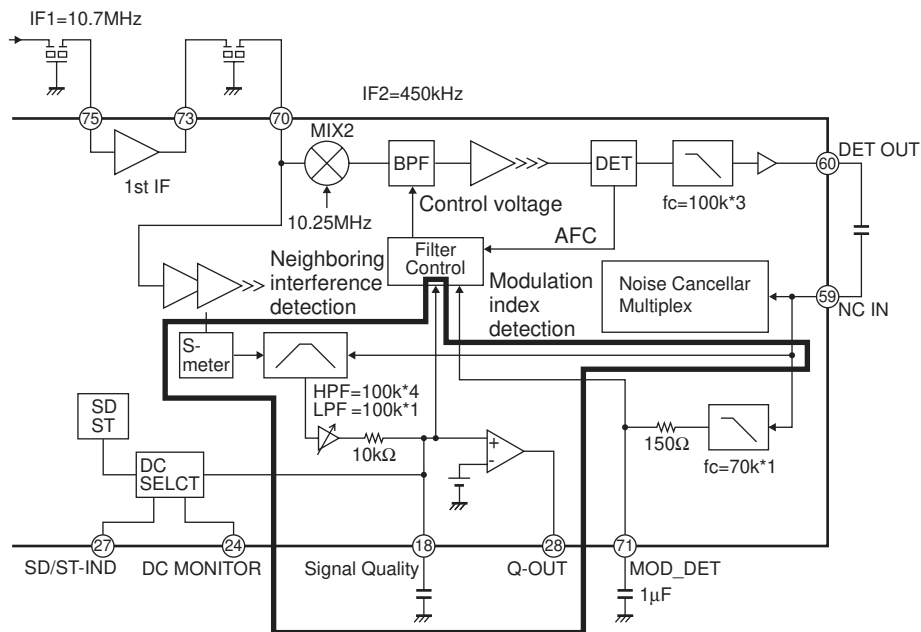 IF1=10.7MHz
IF2=450kHz
75
73
70
MIX2
1st IF
BPF
DET
60
DET OUT
10.25MHz
Control voltage
fc=100k*3
AFC
Filter
Control
Neighboring
interference
detection
Modulation
index
detection
Noise Cancellar
Multiplex
59
NC IN
S-
meter
HPF=100k*4
LPF =100k*1
SD
ST
10kΩ
+
-
150Ω
fc=70k*1
DC
SELCT
27
24
18
28
71
SD/ST-IND
DC MONITOR
Signal Quality
Q-OUT
MOD_DET
1μF